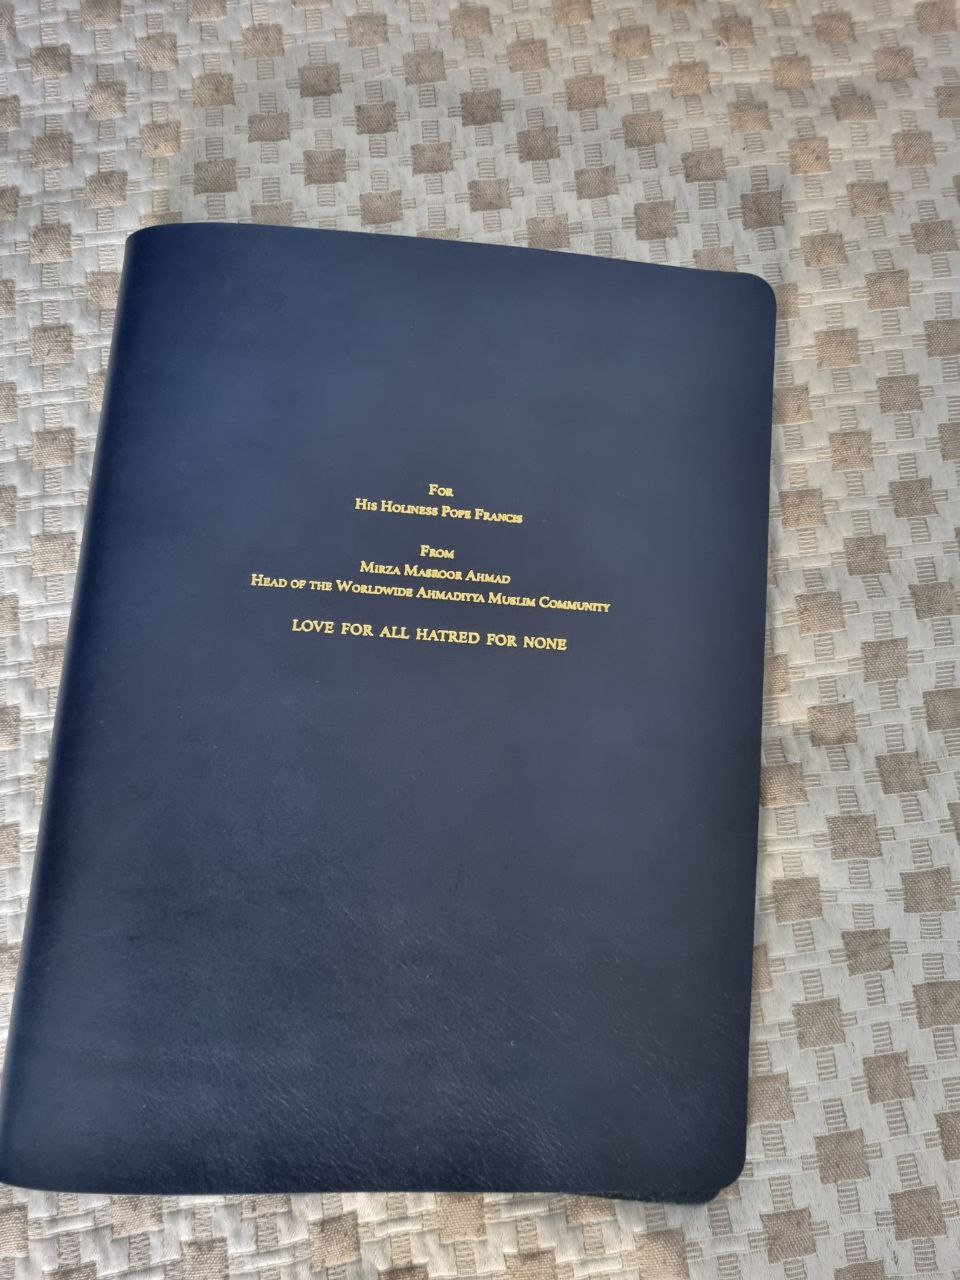 For
His Holiness Pope Francis
From
Mirza Masroor Ahmad
Head of the Worldwide Ahmadiyya Muslim Community
LOVE FOR ALL HATRED FOR NONE